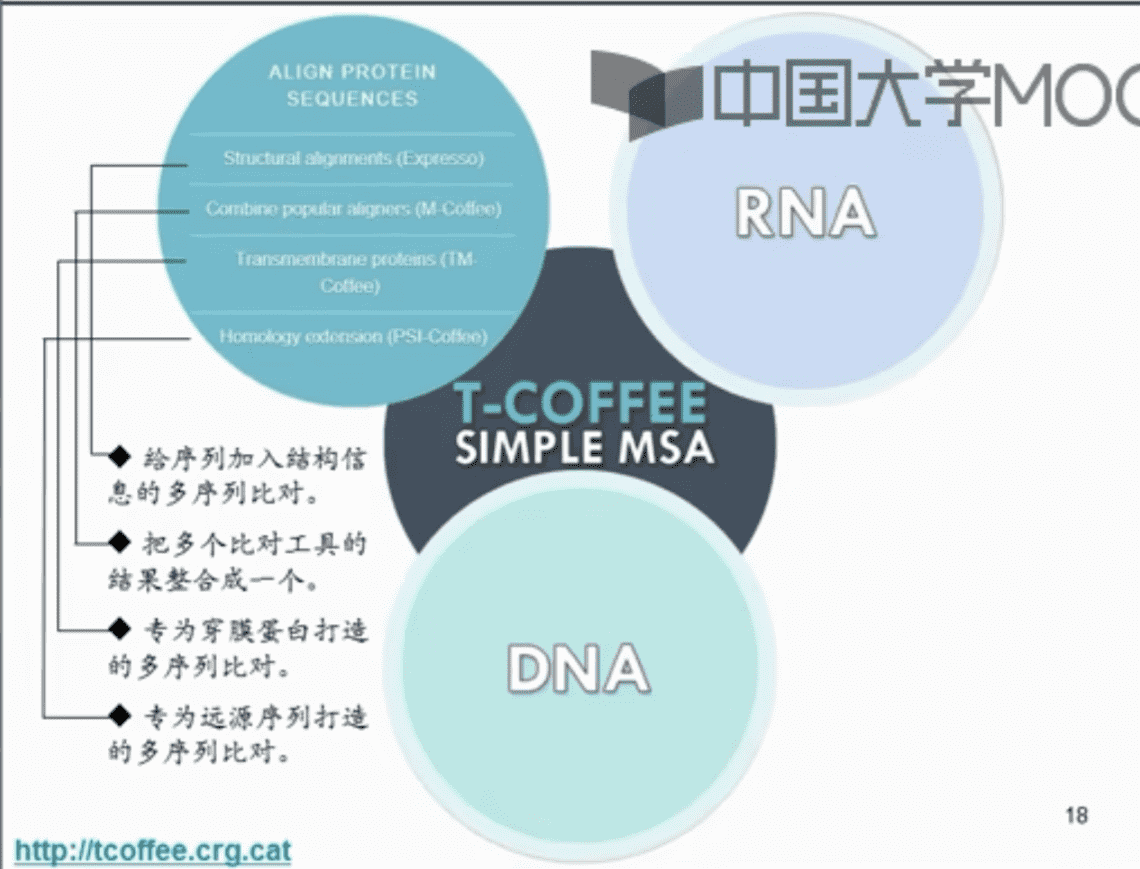 ALIGN PROTEIN
SEQUENCES
Structural alignments (Expresso)
Combine popular aligners (M-Coffee)
Transmembrane proteins (TM-
Coffee)
Homology extension (PSI-Coffee)
中国大学MOO
RNA
T-COFFEE
SIMPLE MSA
DNA
◆ 给序列加入结构信
息的多序列比对。
◆ 把多个比对工具的
结果整合成一个。
◆ 专为穿膜蛋白打造
的多序列比对。
◆ 专为远源序列打造
的多序列比对。
18
http://tcoffee.crg.cat